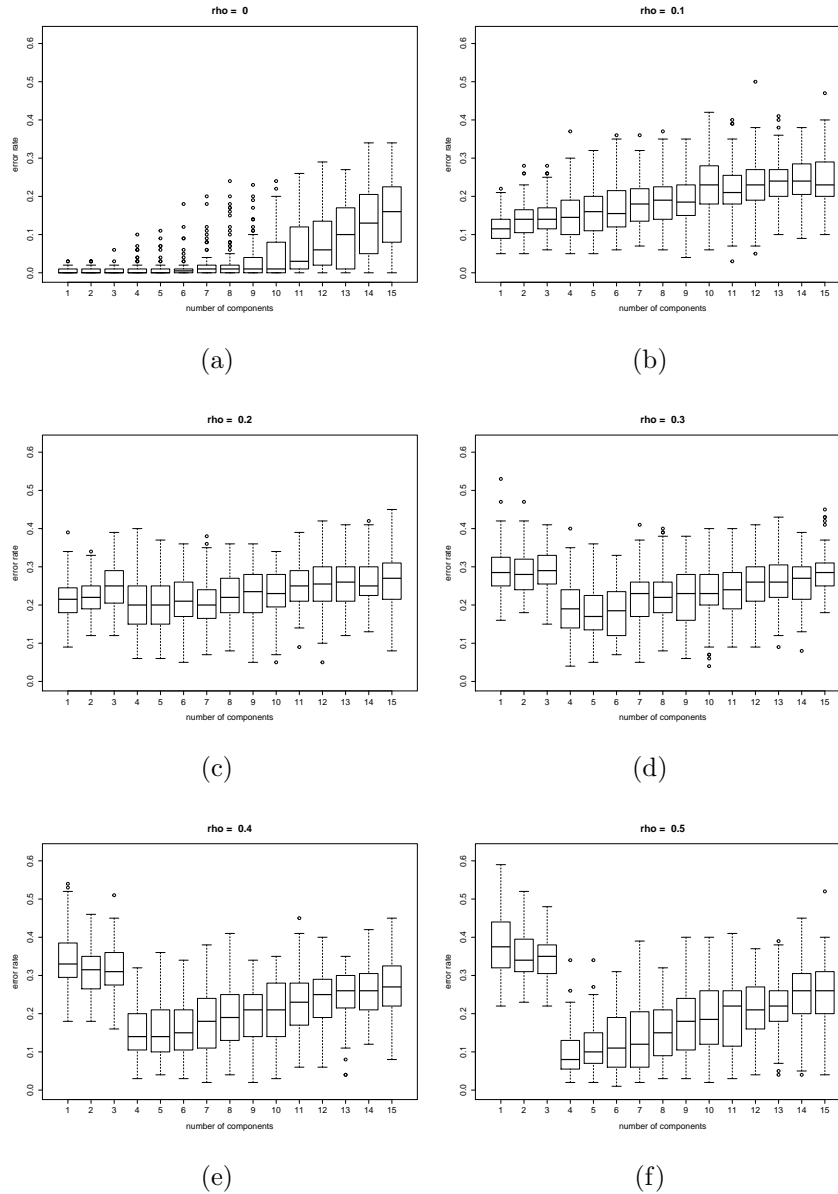 rho = 0
error rate
0.0 0.1 0.2 0.3 0.4 0.5 0.6
1 2 3 4 5 6 7 8 9 10 11 12 13 14 15
number of components
(a)
rho = 0.1
error rate
0.0 0.1 0.2 0.3 0.4 0.5 0.6
1 2 3 4 5 6 7 8 9 10 11 12 13 14 15
number of components
(b)
rho = 0.2
error rate
0.0 0.1 0.2 0.3 0.4 0.5 0.6
1 2 3 4 5 6 7 8 9 10 11 12 13 14 15
number of components
(c)
rho = 0.3
error rate
0.0 0.1 0.2 0.3 0.4 0.5 0.6
1 2 3 4 5 6 7 8 9 10 11 12 13 14 15
number of components
(d)
rho = 0.4
error rate
0.0 0.1 0.2 0.3 0.4 0.5 0.6
1 2 3 4 5 6 7 8 9 10 11 12 13 14 15
number of components
(e)
rho = 0.5
error rate
0.0 0.1 0.2 0.3 0.4 0.5 0.6
1 2 3 4 5 6 7 8 9 10 11 12 13 14 15
number of components
(f)